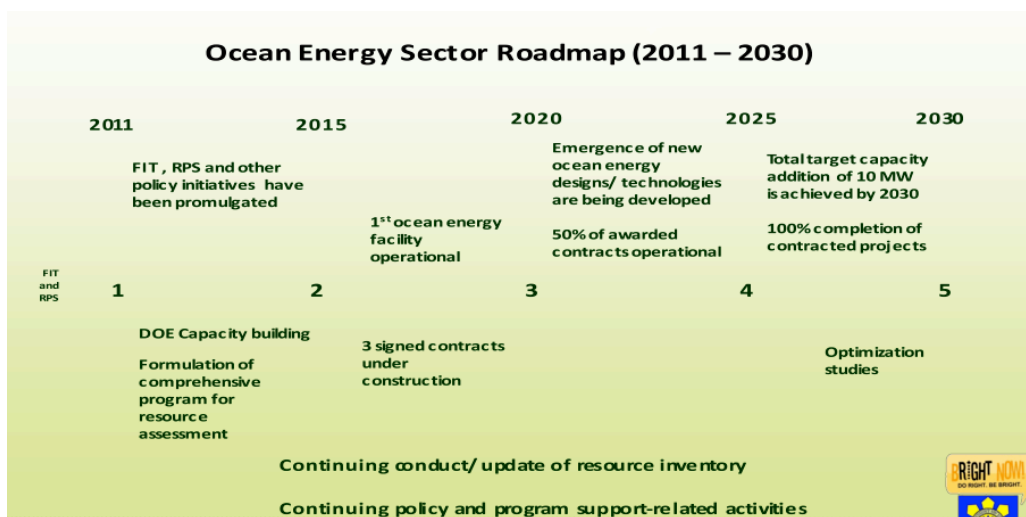 Ocean Energy Sector Roadmap (2011 – 2030)
2011
2015
2020
2025
2030
FIT , RPS and other
policy initiatives have
been promulgated
1st ocean energy
facility
operational
Emergence of new
ocean energy
designs/ technologies
are being developed
50% of awarded
contracts operational
Total target capacity
addition of 10 MW
is achieved by 2030
100% completion of
contracted projects
FIT
and
RPS
1
2
3
4
5
DOE Capacity building
Formulation of
comprehensive
program for
resource
assessment
3 signed contracts
under
construction
Optimization
studies
Continuing conduct/ update of resource inventory
Continuing policy and program support-related activities
BRIGHT NOW!
DO RIGHT. BE BRIGHT.